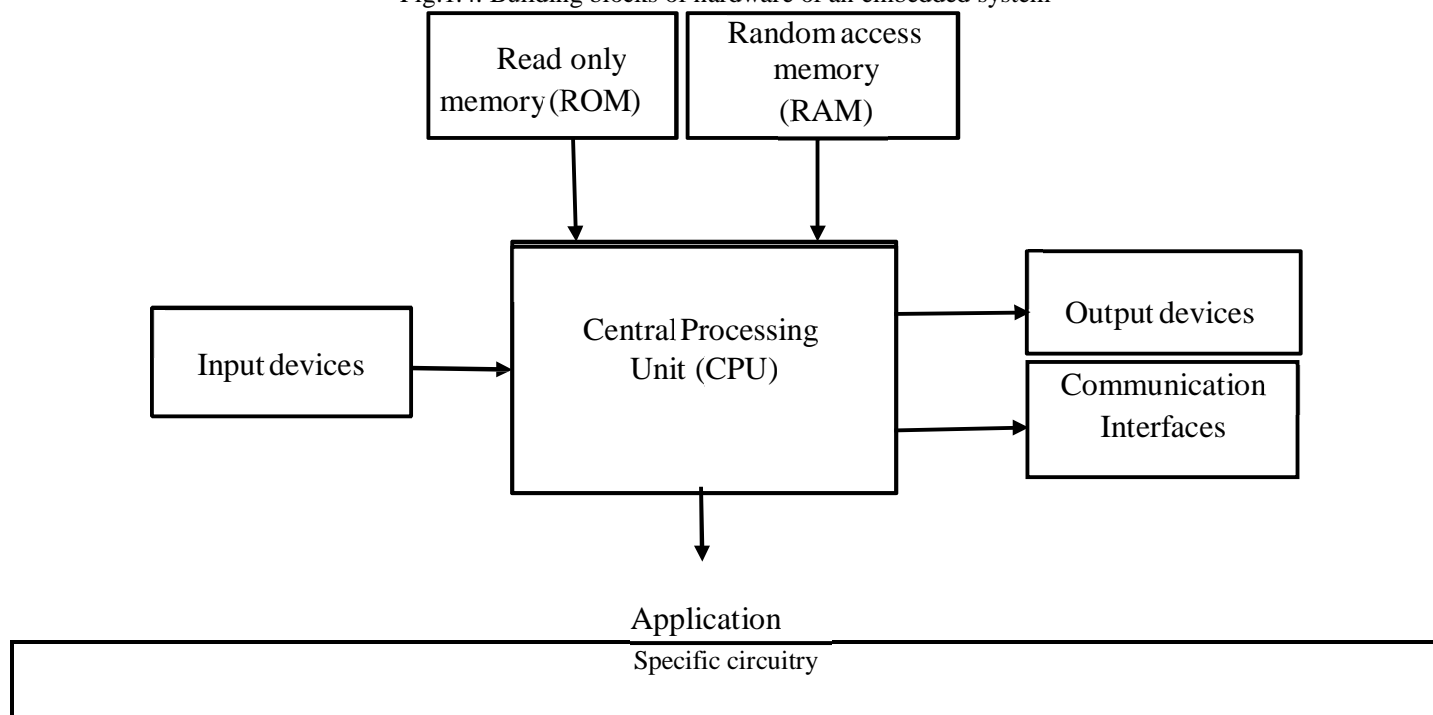 Fig.1.4. Building blocks of hardware of an embedded system
Read only
memory (ROM)
Random access
memory
(RAM)
Central Processing
Unit (CPU)
Input devices
Output devices
Communication
Interfaces
Application
Specific circuitry